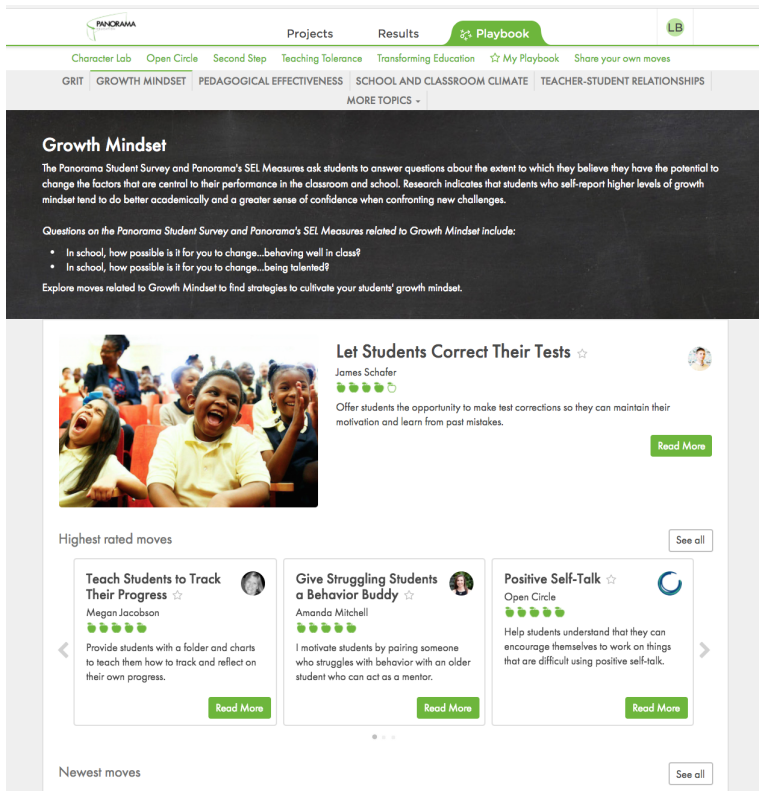 PANORAMA
Projects Results Playbook LB
Character Lab Open Circle Second Step Teaching Tolerance Transforming Education My Playbook Share your own moves
GRIT GROWTH MINDSET PEDAGOGICAL EFFECTIVENESS SCHOOL AND CLASSROOM CLIMATE TEACHER-STUDENT RELATIONSHIPS
MORE TOPICS
Growth Mindset
The Panorama Student Survey and Panorama's SEL Measures ask students to answer questions about the extent to which they believe they have the potential to
change the factors that are central to their performance in the classroom and school. Research indicates that students who self-report higher levels of growth
mindset tend to do better academically and a greater sense of confidence when confronting new challenges.
Questions on the Panorama Student Survey and Panorama's SEL Measures related to Growth Mindset include:
• In school, how possible is it for you to change...behaving well in class?
• In school, how possible is it for you to change...being talented?
Explore moves related to Growth Mindset to find strategies to cultivate your students' growth mindset.
Let Students Correct Their Tests
James Schafer
Offer students the opportunity to make test corrections so they can maintain their
motivation and learn from past mistakes.
Read More
Highest rated moves
See all
Teach Students to Track
Their Progress
Megan Jacobson
Provide students with a folder and charts
to teach them how to track and reflect on
their own progress.
Read More
Give Struggling Students
a Behavior Buddy
Amanda Mitchell
I motivate students by pairing someone
who struggles with behavior with an older
student who can act as a mentor.
Read More
Positive Self-Talk
Open Circle
Help students understand that they can
encourage themselves to work on things
that are difficult using positive self-talk.
Read More
Newest moves
See all